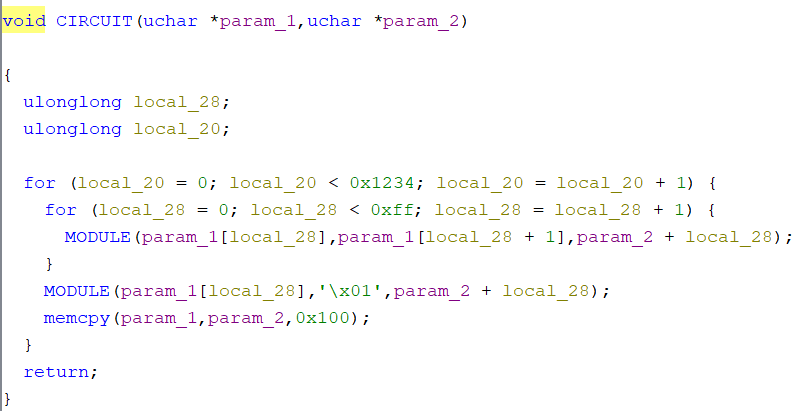 void CIRCUIT(uchar *param_1,uchar *param_2)
{
ulonglong local_28;
ulonglong local_20;
for (local_20 = 0; local_20 < 0x1234; local_20 = local_20 + 1) {
for (local_28 = 0; local_28 < 0xff; local_28 = local_28 + 1) {
MODULE(param_1[local_28],param_1[local_28 + 1],param_2 + local_28);
}
MODULE(param_1[local_28],'\x01',param_2 + local_28);
memcpy(param_1,param_2,0x100);
}
return;
}